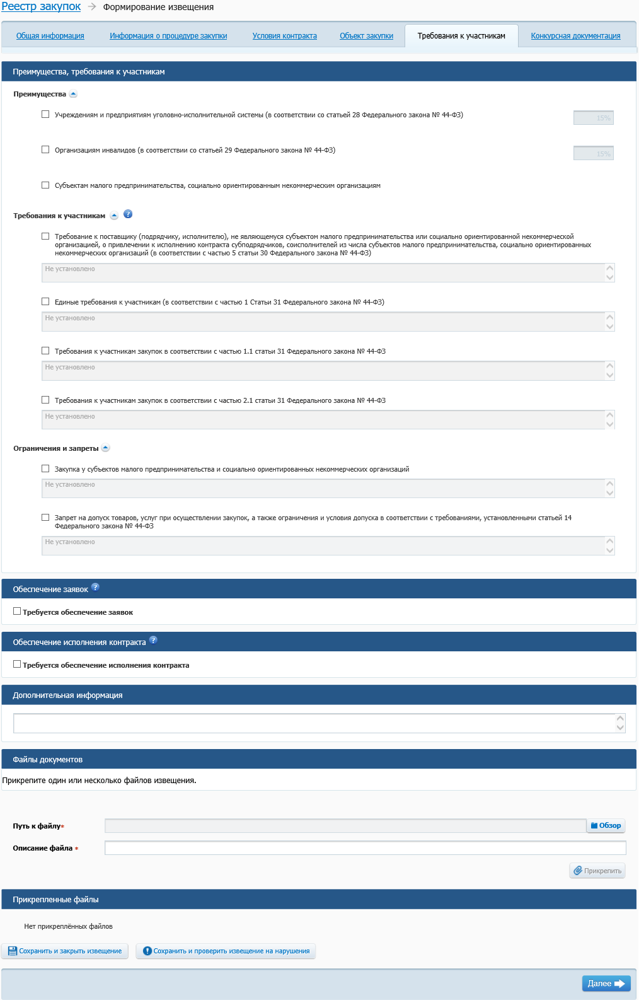 Реестр закупок → Формирование извещения
Общая информация Информация о процедуре закупки Условия контракта Объект закупки Требования к участникам Конкурсная документация
Преимущества, требования к участникам
Преимущества
Учреждениям и предприятиям уголовно-исполнительной системы (в соответствии со статьей 28 Федерального закона № 44-ФЗ) 15%
Организациям инвалидов (в соответствии со статьей 29 Федерального закона № 44-ФЗ) 15%
Субъектам малого предпринимательства, социально ориентированным некоммерческим организациям
Требования к участникам ?
Требование к поставщику (подрядчику, исполнителю), не являющемуся субъектом малого предпринимательства или социально ориентированной некоммерческой
организацией, о привлечении к исполнению контракта субподрядчиков, соисполнителей из числа субъектов малого предпринимательства, социально ориентированных
некоммерческих организаций (в соответствии с частью 5 статьи 30 Федерального закона № 44-ФЗ)
Не установлено
Единые требования к участникам (в соответствии с частью 1 Статьи 31 Федерального закона № 44-ФЗ)
Не установлено
Требования к участникам закупок в соответствии с частью 1.1 статьи 31 Федерального закона № 44-ФЗ
Не установлено
Требования к участникам закупок в соответствии с частью 2.1 статьи 31 Федерального закона № 44-ФЗ
Не установлено
Ограничения и запреты
Закупка у субъектов малого предпринимательства и социально ориентированных некоммерческих организаций
Не установлено
Запрет на допуск товаров, услуг при осуществлении закупок, а также ограничения и условия допуска в соответствии с требованиями, установленными статьей 14
Федерального закона № 44-ФЗ
Не установлено
Обеспечение заявок ?
Требуется обеспечение заявок
Обеспечение исполнения контракта ?
Требуется обеспечение исполнения контракта
Дополнительная информация
Файлы документов
Прикрепите один или несколько файлов извещения.
Путь к файлу* Обзор
Описание файла *
Прикрепить
Прикрепленные файлы
Нет прикреплённых файлов
Сохранить и закрыть извещение Сохранить и проверить извещение на нарушения
Далее